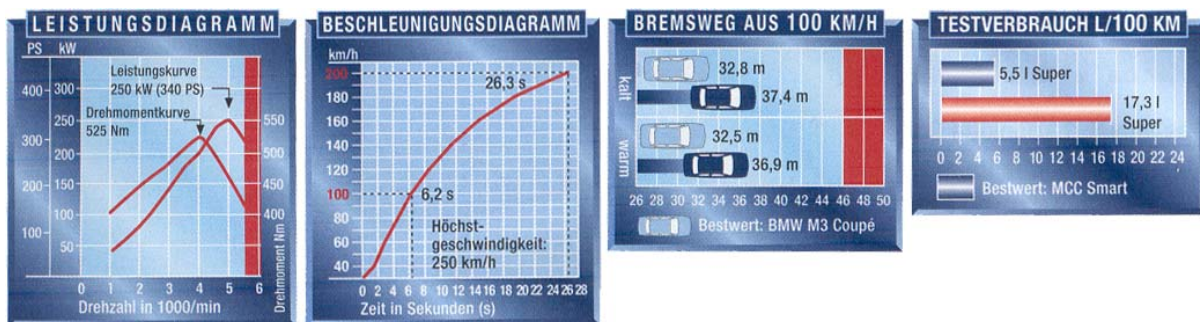 LEISTUNGSDIAGRAMM
PS kW
Leistungskurve
250 kW (340 PS)
Drehmomentkurve
525 Nm
400
300
200
100
300
250
200
150
100
50
550
500
450
400
350
Drehmoment Nm
0 1 2 3 4 5 6
Drehzahl in 1000/min
BESCHLEUNIGUNGSDIAGRAMM
km/h
200
180
160
140
120
100
80
60
40
26,3 s
6,2 s
Höchst-
geschwindigkeit:
250 km/h
0 2 4 6 8 10 12 14 16 18 20 22 24 26 28
Zeit in Sekunden (s)
BREMSWEG AUS 100 KM/H
kalt
32,8 m
37,4 m
warm
32,5 m
36,9 m
26 28 30 32 34 36 38 40 42 44 46 48 50
Bestwert: BMW M3 Coupé
TESTVERBRAUCH L/100 KM
5,5 l Super
17,3 l
Super
0 2 4 6 8 10 12 14 16 18 20 22 24
Bestwert: MCC Smart